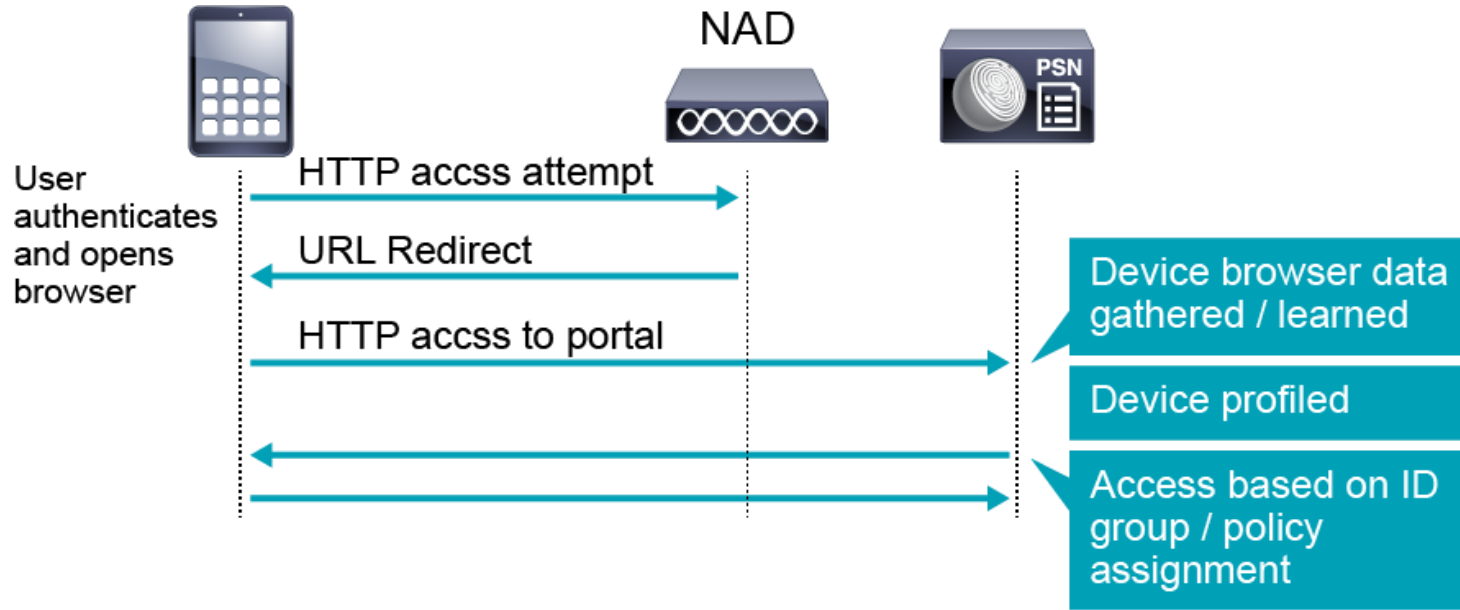 NAD
PSN
User
authenticates
and opens
browser
HTTP accss attempt
URL Redirect
HTTP accss to portal
Device browser data
gathered / learned
Device profiled
Access based on ID
group / policy
assignment